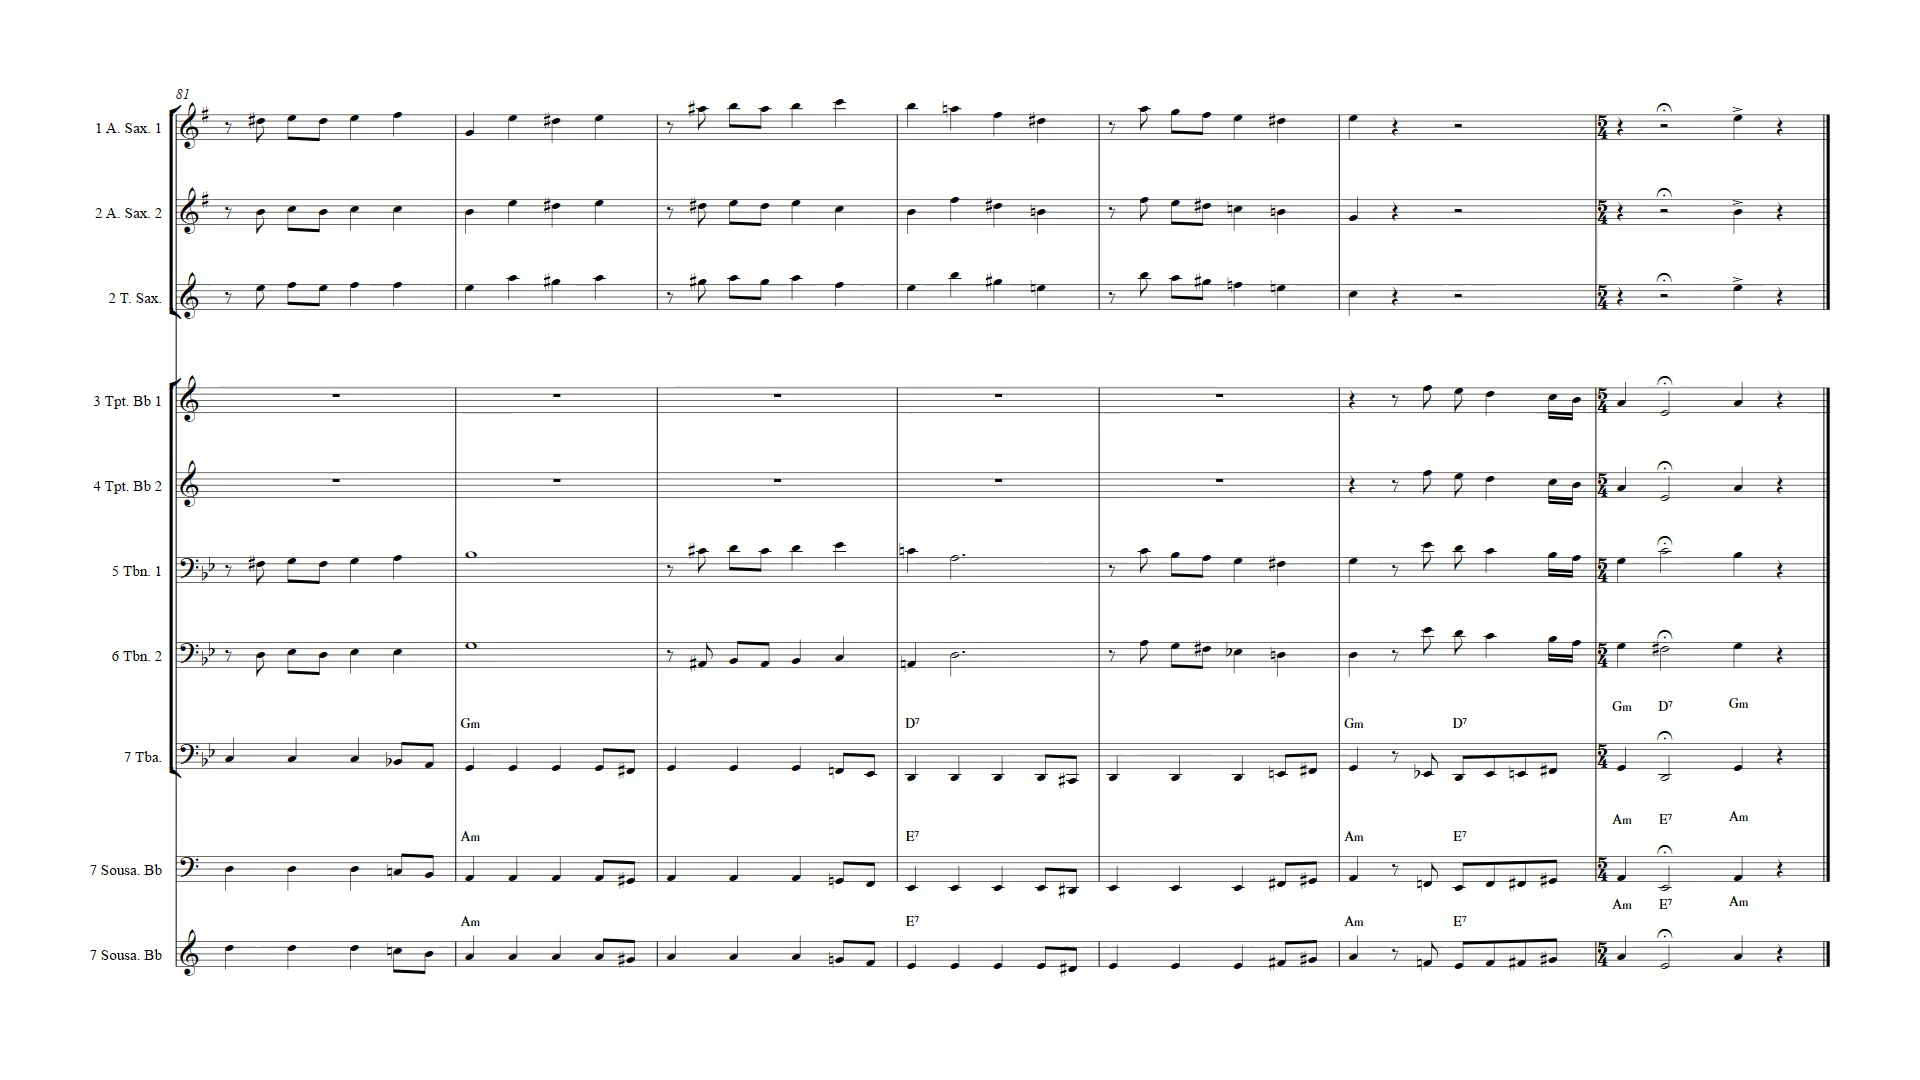 81
1 A. Sax. 1
2 A. Sax. 2
5
4
2 T. Sax.
3 Tpt. Bb 1
4 Tpt. Bb 2
5 Tbn. 1
6 Tbn. 2
Gm D7 Gm
Gm D7 Gm D7
7 Tba.
Am E7 Am
Am E7 Am E7
7 Sousa. Bb
Am E7 Am
Am E7 Am E7
7 Sousa. Bb